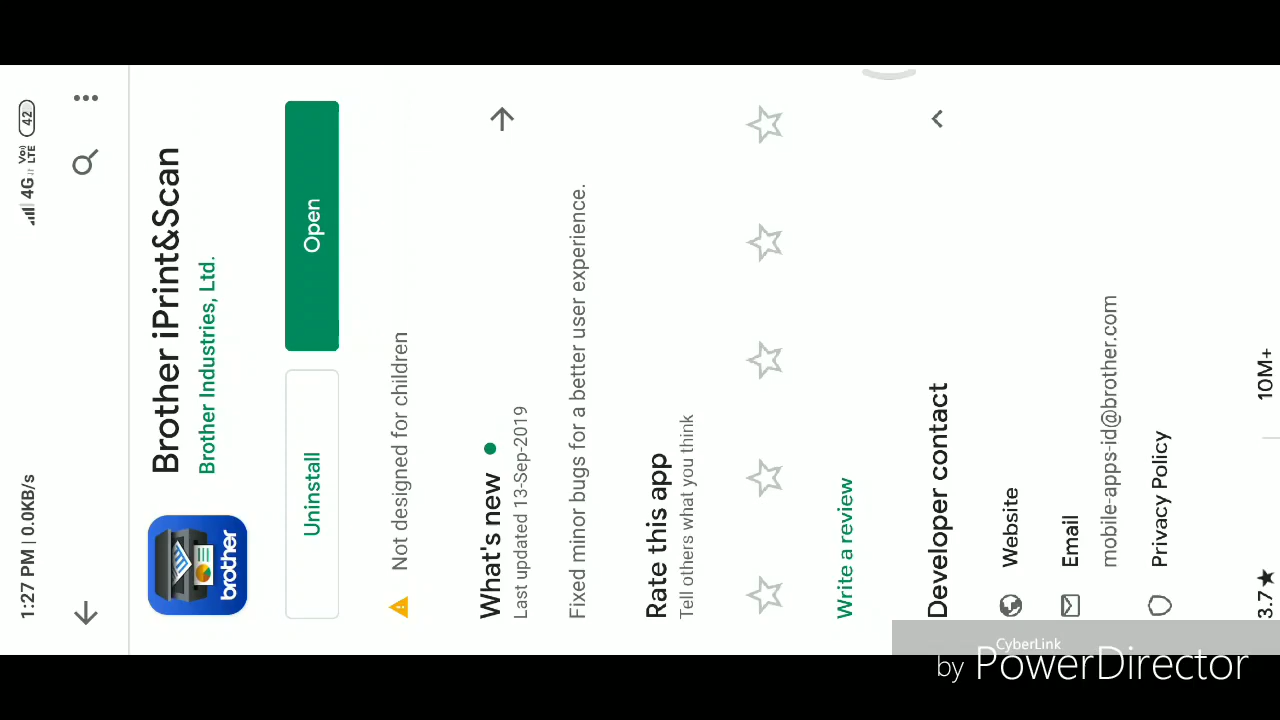 1:27 PM | 0.0KB/s
4G Vo) LTE 42
Brother iPrint&Scan
Brother Industries, Ltd.
brother
Uninstall
Open
Not designed for children
What's new
Last updated 13-Sep-2019
Fixed minor bugs for a better user experience.
Rate this app
Tell others what you think
Write a review
Developer contact
Website
Email
mobile-apps-id@brother.com
Privacy Policy
3.7★
10M+
CyberLink
by PowerDirector